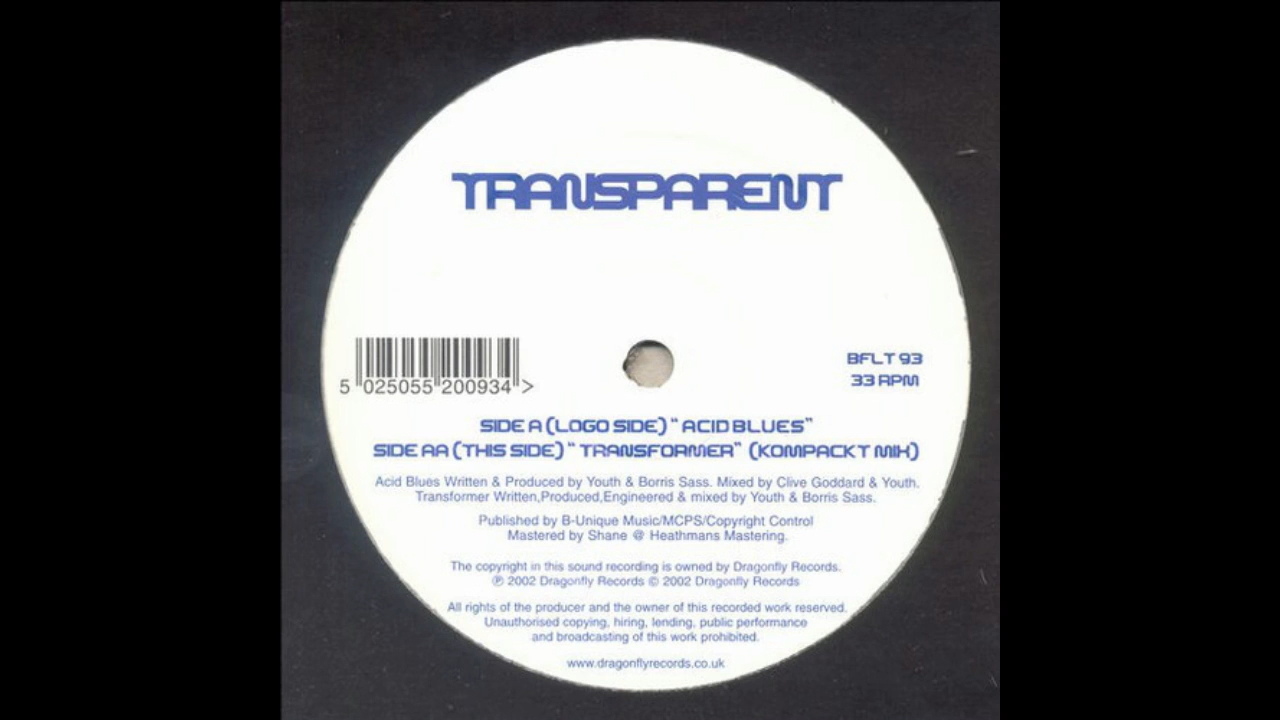 TRANSPARENT
BFLT 93
33 RPM
5 025055 200934 >
SIDE A (LOGO SIDE) " ACID BLUES"
SIDE AA (THIS SIDE) " TRANSFORMER" (KOMPACKT MIX)
Acid Blues Written & Produced by Youth & Borris Sass. Mixed by Clive Goddard & Youth.
Transformer Written,Produced,Engineered & mixed by Youth & Borris Sass.
Published by B-Unique Music/MCPS/Copyright Control
Mastered by Shane @ Heathmans Mastering.
The copyright in this sound recording is owned by Dragonfly Records.
℗ 2002 Dragonfly Records © 2002 Dragonfly Records
All rights of the producer and the owner of this recorded work reserved.
Unauthorised copying, hiring, lending, public performance
and broadcasting of this work prohibited.
www.dragonflyrecords.co.uk